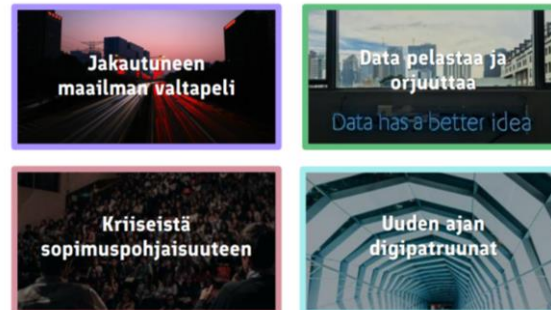 Jakautuneen
maailman valtapeli
Data pelastaa ja
orjuuttaa
Data has a better idea
Kriiseistä
sopimuspohjaisuuteen
Uuden ajan
digipatruunat